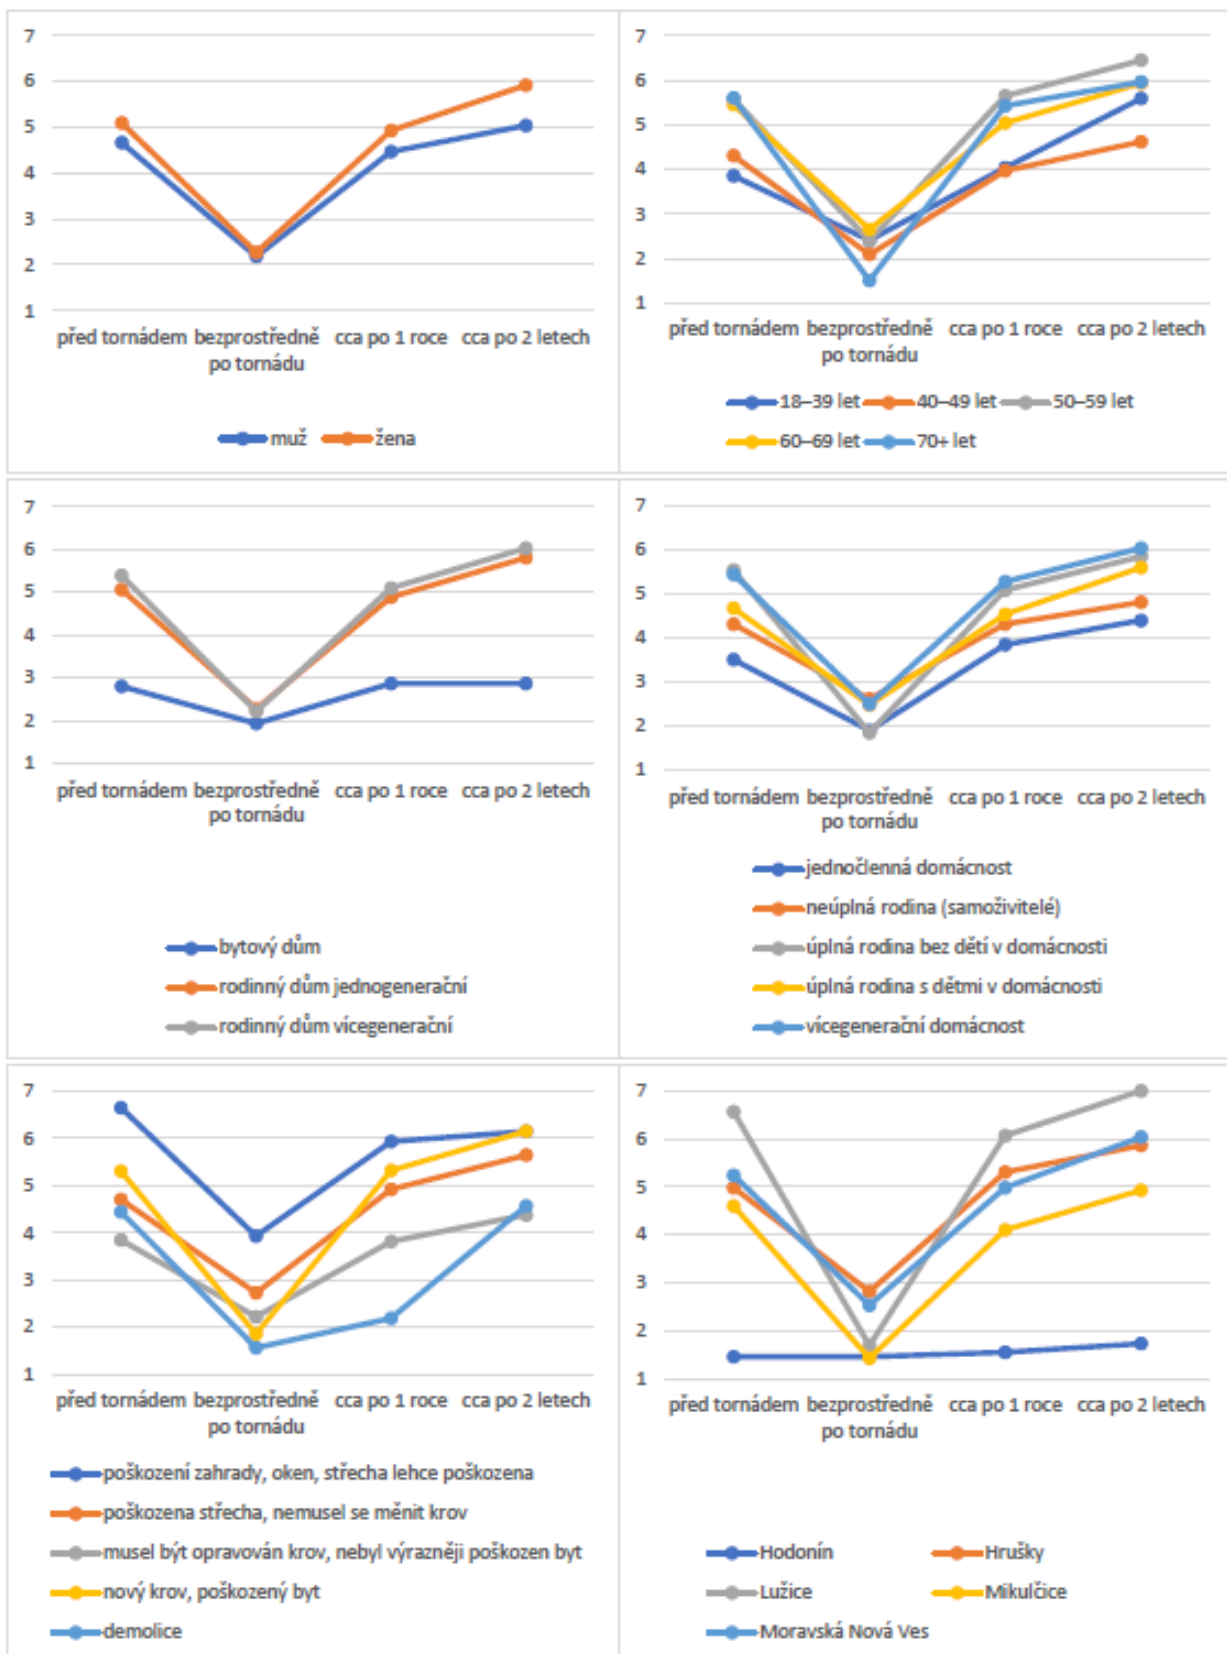 7
6
5
4
3
2
1
před tornádem bezprostředně cca po 1 roce cca po 2 letech
po tornádu
muž žena
7
6
5
4
3
2
1
před tornádem bezprostředně cca po 1 roce cca po 2 letech
po tornádu
18–39 let 40–49 let 50–59 let
60–69 let 70+ let
7
6
5
4
3
2
1
před tornádem bezprostředně cca po 1 roce cca po 2 letech
po tornádu
bytový dům
rodinný dům jednogenerační
rodinný dům vícegenerační
7
6
5
4
3
2
1
před tornádem bezprostředně cca po 1 roce cca po 2 letech
po tornádu
jednočlenná domácnost
neúplná rodina (samoživitelé)
úplná rodina bez dětí v domácnosti
úplná rodina s dětmi v domácnosti
vícegenerační domácnost
7
6
5
4
3
2
1
před tornádem bezprostředně cca po 1 roce cca po 2 letech
po tornádu
poškození zahrady, oken, střecha lehce poškozena
poškozena střecha, nemusel se měnit krov
musel být opravován krov, nebyl výrazněji poškozen byt
nový krov, poškozený byt
demolice
7
6
5
4
3
2
1
před tornádem bezprostředně cca po 1 roce cca po 2 letech
po tornádu
Hodonín Hrušky
Lužice Mikulčice
Moravská Nová Ves